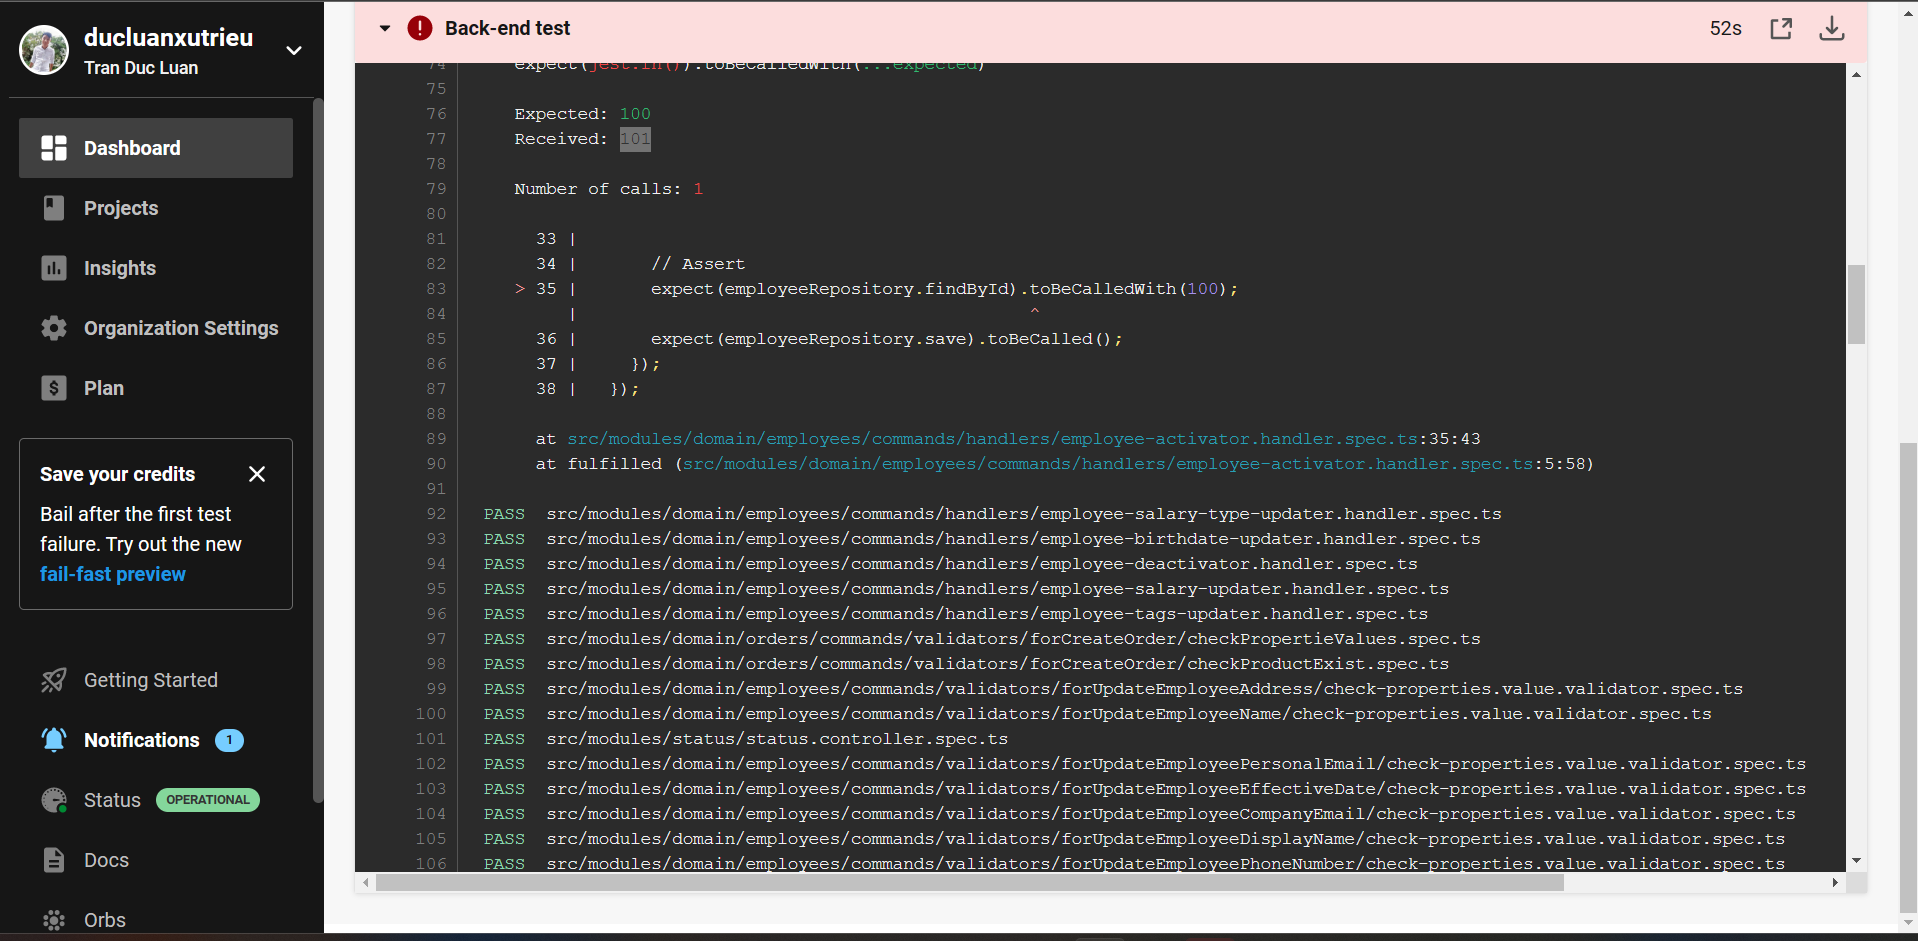 ducluanxutrieu
Tran Duc Luan
Dashboard
Projects
Insights
Organization Settings
Plan
Save your credits
Bail after the first test
failure. Try out the new
fail-fast preview
Getting Started
Notifications 1
Status OPERATIONAL
Docs
Orbs
Back-end test 52s
74 expect(jest.fn()).toBeCalledWith(...expected)
75
76 Expected: 100
77 Received: 101
78
79 Number of calls: 1
80
81 33 |
82 34 | // Assert
83 > 35 | expect(employeeRepository.findById).toBeCalledWith(100);
84 | ^
85 36 | expect(employeeRepository.save).toBeCalled();
86 37 | });
87 38 | });
88
89 at src/modules/domain/employees/commands/handlers/employee-activator.handler.spec.ts:35:43
90 at fulfilled (src/modules/domain/employees/commands/handlers/employee-activator.handler.spec.ts:5:58)
91
92 PASS src/modules/domain/employees/commands/handlers/employee-salary-type-updater.handler.spec.ts
93 PASS src/modules/domain/employees/commands/handlers/employee-birthdate-updater.handler.spec.ts
94 PASS src/modules/domain/employees/commands/handlers/employee-deactivator.handler.spec.ts
95 PASS src/modules/domain/employees/commands/handlers/employee-salary-updater.handler.spec.ts
96 PASS src/modules/domain/employees/commands/handlers/employee-tags-updater.handler.spec.ts
97 PASS src/modules/domain/orders/commands/validators/forCreateOrder/checkPropertieValues.spec.ts
98 PASS src/modules/domain/orders/commands/validators/forCreateOrder/checkProductExist.spec.ts
99 PASS src/modules/domain/employees/commands/validators/forUpdateEmployeeAddress/check-properties.value.validator.spec.ts
100 PASS src/modules/domain/employees/commands/validators/forUpdateEmployeeName/check-properties.value.validator.spec.ts
101 PASS src/modules/status/status.controller.spec.ts
102 PASS src/modules/domain/employees/commands/validators/forUpdateEmployeePersonalEmail/check-properties.value.validator.spec.ts
103 PASS src/modules/domain/employees/commands/validators/forUpdateEmployeeEffectiveDate/check-properties.value.validator.spec.ts
104 PASS src/modules/domain/employees/commands/validators/forUpdateEmployeeCompanyEmail/check-properties.value.validator.spec.ts
105 PASS src/modules/domain/employees/commands/validators/forUpdateEmployeeDisplayName/check-properties.value.validator.spec.ts
106 PASS src/modules/domain/employees/commands/validators/forUpdateEmployeePhoneNumber/check-properties.value.validator.spec.ts